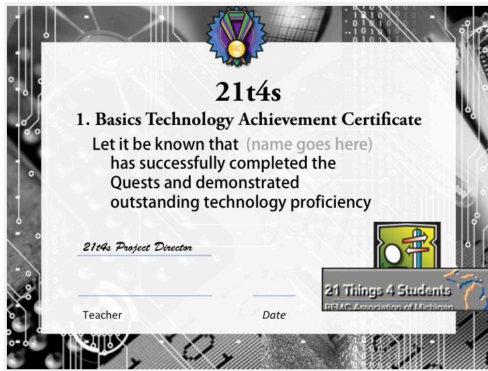 21t4s
1. Basics Technology Achievement Certificate
Let it be known that (name goes here)
has successfully completed the
Quests and demonstrated
outstanding technology proficiency
21t4s Project Director
21 Things 4 Students
REMC Association of Michigan
Teacher Date